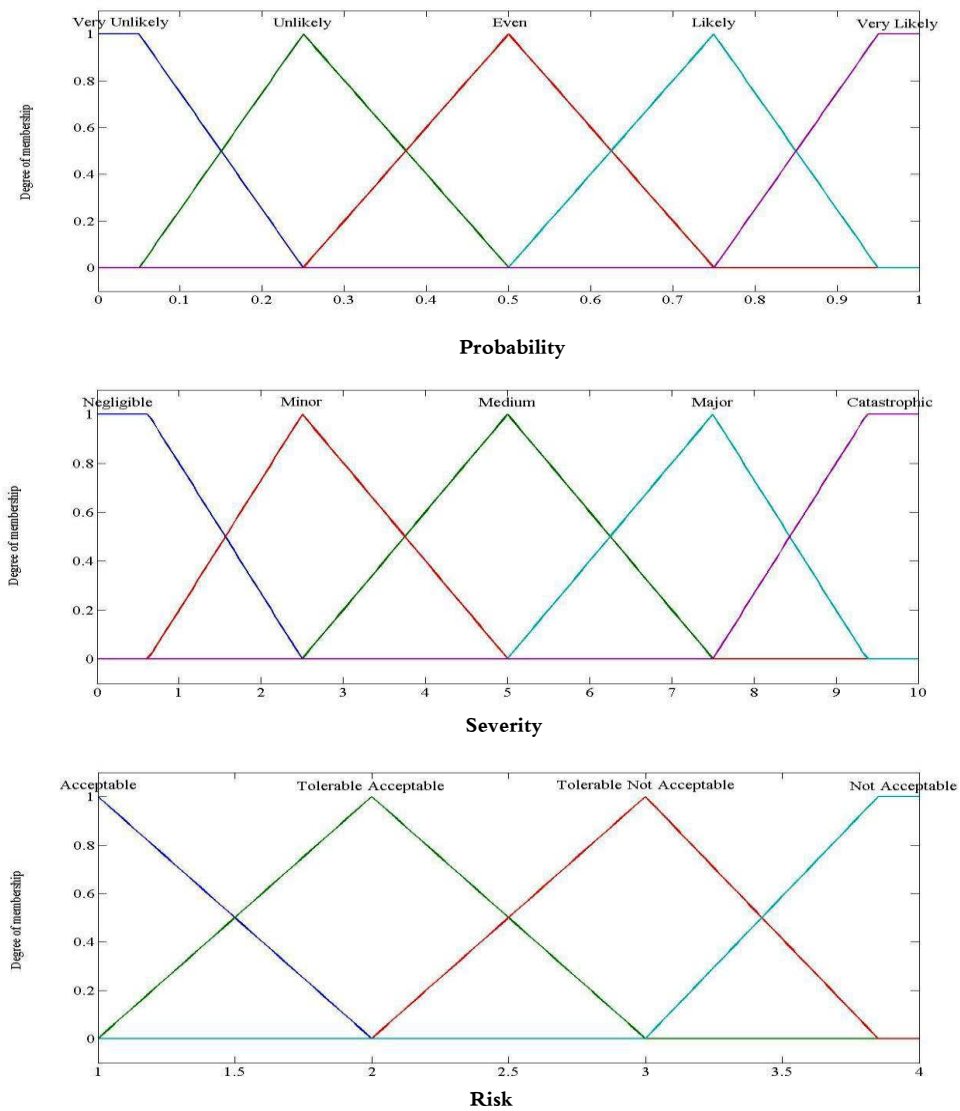 Very Unlikely Unlikely Even Likely Very Likely
1
0.8
0.6
0.4
0.2
0
Degree of membership
0 0.1 0.2 0.3 0.4 0.5 0.6 0.7 0.8 0.9 1
Probability
Negligible Minor Medium Major Catastrophic
1
0.8
0.6
0.4
0.2
0
Degree of membership
0 1 2 3 4 5 6 7 8 9 10
Severity
Acceptable Tolerable Acceptable Tolerable Not Acceptable Not Acceptable
1
0.8
0.6
0.4
0.2
0
Degree of membership
1 1.5 2 2.5 3 3.5 4
Risk